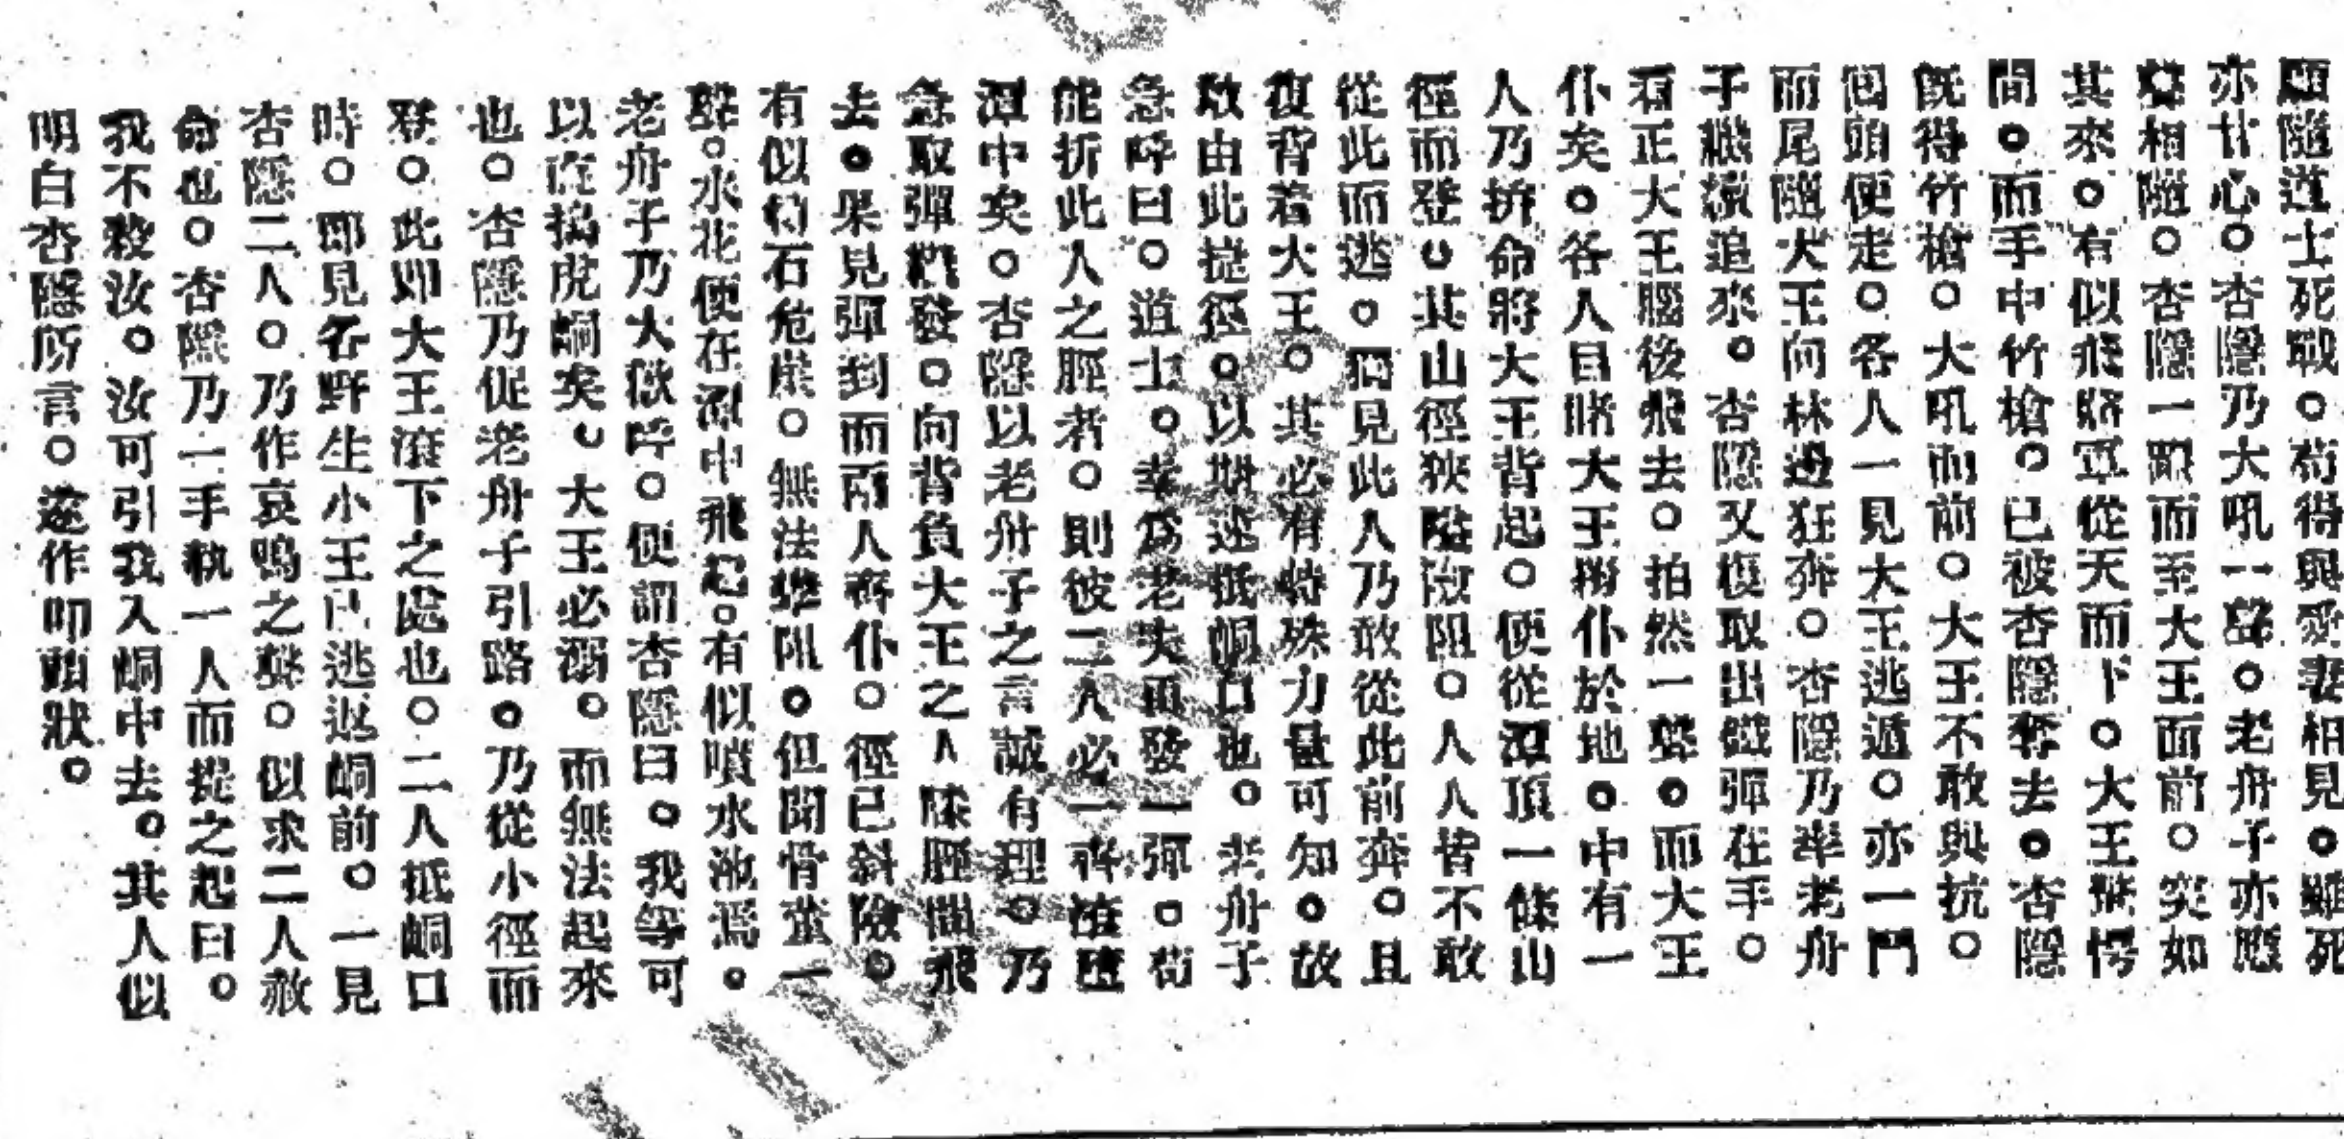 願隨道士死戰。苟得與愛妻相見。雖死
亦甘心。杏隱乃大吼一聲。老舟子亦應
聲相隨。杏隱一躍而至大王面前。突如
其來。有似飛將軍從天而下。大王驚愕
間。而手中竹槍。已被杏隱奪去。杏隱
既得竹槍。大吼而前。大王不敢與抗。
回頭便走。各人一見大王逃遁。亦一鬥
而尾隨大王向林邊狂奔。杏隱乃率老舟
子繼續追來。杏隱又復取出鐵彈在手。
看正大王腦後飛去。拍然一聲。而大王
仆矣。各人目睹大王將仆於地。中有一
人乃拚命將大王背起。便從潭頂一條山
徑而登。其山徑狹隘險阻。人人皆不敢
從此而逃。獨見此人乃敢從此前奔。且
復背着大王。其必有特殊力量可知。故
敢由此捷徑。以期逃抵峒口也。老舟子
急呼曰。道士。幸為老夫再發一彈。苟
能折此人之脛者。則彼二人必一齊墮
潭中矣。杏隱以老舟子之言誠有理。乃
急取彈戮發。向背負大王之人膝脛間飛
去。果見彈到而兩人齊仆。徑已斜險。
有似特石危崖。無法攀阻。但聞骨董一
聲。水花便在潭中飛起。有似噴水池焉。
老舟子乃大歡呼。便謂杏隱曰。我等可
以直搗虎峒矣。大王必溺。而無法起來
也。杏隱乃促老舟子引路。乃從小徑而
登。此即大王滾下之處也。二人抵峒口
時。即見各野生小王已逃返峒前。一見
杏隱二人。乃作哀鳴之聲。似求二人赦
命也。杏隱乃一手執一人而提之起曰。
我不殺汝。汝可引我入峒中去。其人似
明白杏隱所言。遂作叩頭狀。